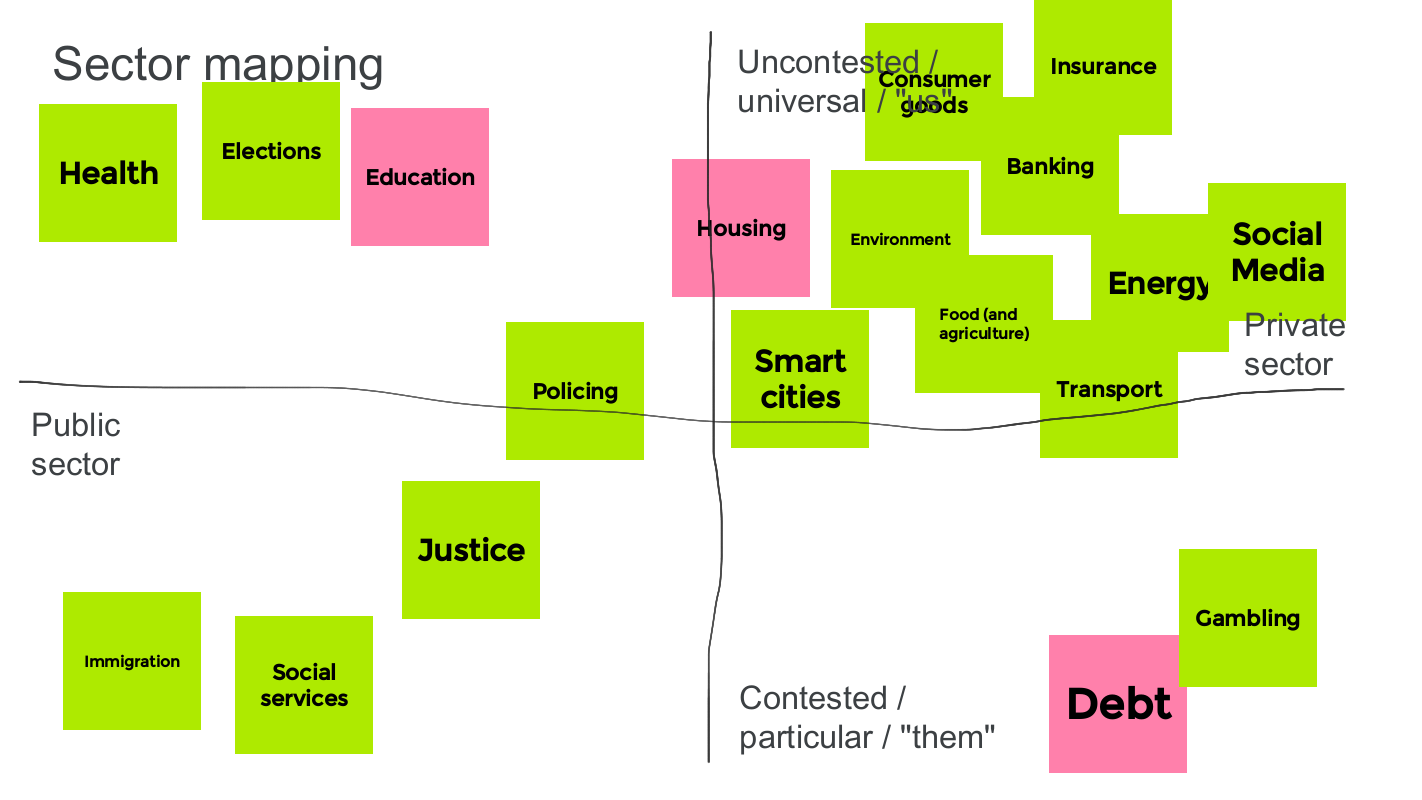 Sector mapping
Uncontested /
universal / "us"
Consumer
goods
Insurance
Health
Elections
Education
Banking
Housing
Environment
Social
Media
Energy
Food (and
agriculture)
Private
sector
Smart
cities
Policing
Transport
Public
sector
Justice
Immigration
Social
services
Gambling
Contested /
particular / "them"
Debt